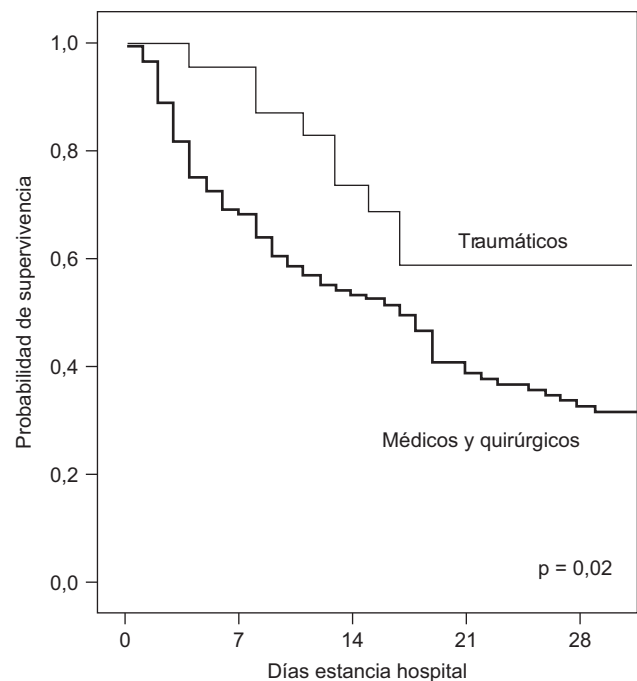 1,0
0,8
0,6
0,4
0,2
0,0
Probabilidad de supervivencia
Traumáticos
Médicos y quirúrgicos
p = 0,02
0 7 14 21 28
Días estancia hospital